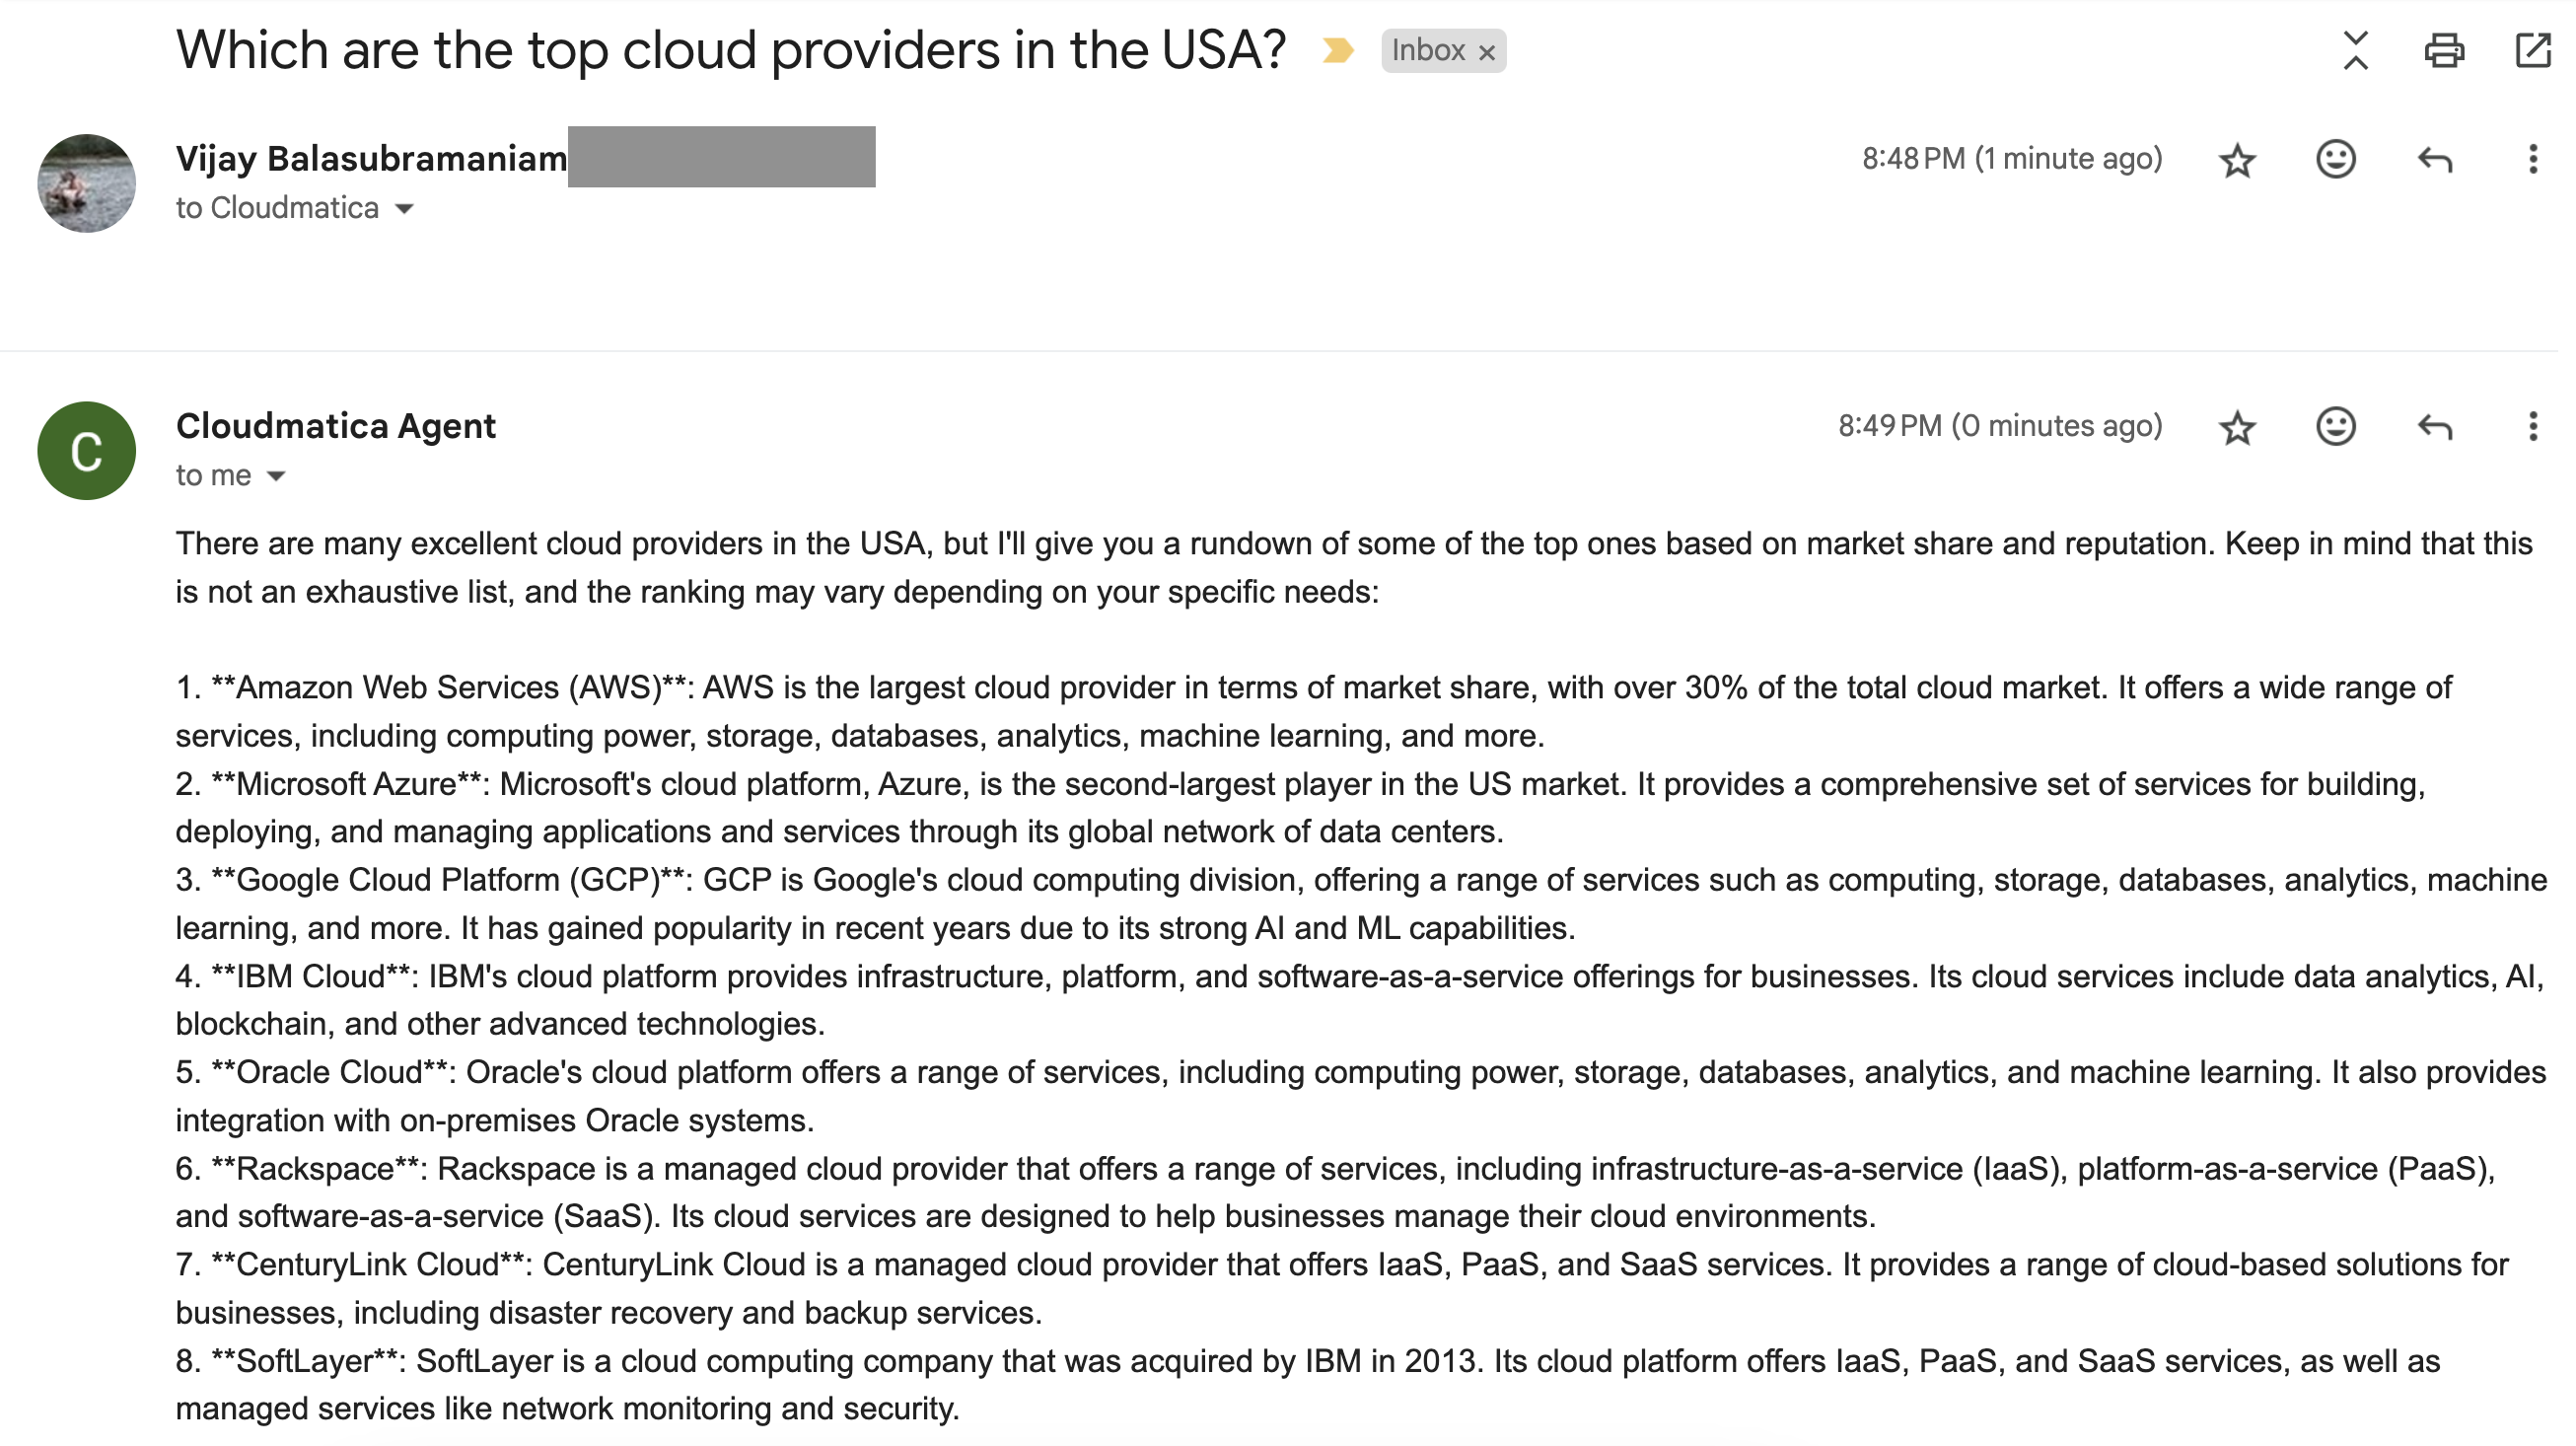 Which are the top cloud providers in the USA? Inbox ×
Vijay Balasubramaniam 8:48 PM (1 minute ago)
to Cloudmatica
C
Cloudmatica Agent 8:49 PM (0 minutes ago)
to me
There are many excellent cloud providers in the USA, but I'll give you a rundown of some of the top ones based on market share and reputation. Keep in mind that this
is not an exhaustive list, and the ranking may vary depending on your specific needs:
1. **Amazon Web Services (AWS)**: AWS is the largest cloud provider in terms of market share, with over 30% of the total cloud market. It offers a wide range of
services, including computing power, storage, databases, analytics, machine learning, and more.
2. **Microsoft Azure**: Microsoft's cloud platform, Azure, is the second-largest player in the US market. It provides a comprehensive set of services for building,
deploying, and managing applications and services through its global network of data centers.
3. **Google Cloud Platform (GCP)**: GCP is Google's cloud computing division, offering a range of services such as computing, storage, databases, analytics, machine
learning, and more. It has gained popularity in recent years due to its strong AI and ML capabilities.
4. **IBM Cloud**: IBM's cloud platform provides infrastructure, platform, and software-as-a-service offerings for businesses. Its cloud services include data analytics, AI,
blockchain, and other advanced technologies.
5. **Oracle Cloud**: Oracle's cloud platform offers a range of services, including computing power, storage, databases, analytics, and machine learning. It also provides
integration with on-premises Oracle systems.
6. **Rackspace**: Rackspace is a managed cloud provider that offers a range of services, including infrastructure-as-a-service (IaaS), platform-as-a-service (PaaS),
and software-as-a-service (SaaS). Its cloud services are designed to help businesses manage their cloud environments.
7. **CenturyLink Cloud**: CenturyLink Cloud is a managed cloud provider that offers IaaS, PaaS, and SaaS services. It provides a range of cloud-based solutions for
businesses, including disaster recovery and backup services.
8. **SoftLayer**: SoftLayer is a cloud computing company that was acquired by IBM in 2013. Its cloud platform offers IaaS, PaaS, and SaaS services, as well as
managed services like network monitoring and security.